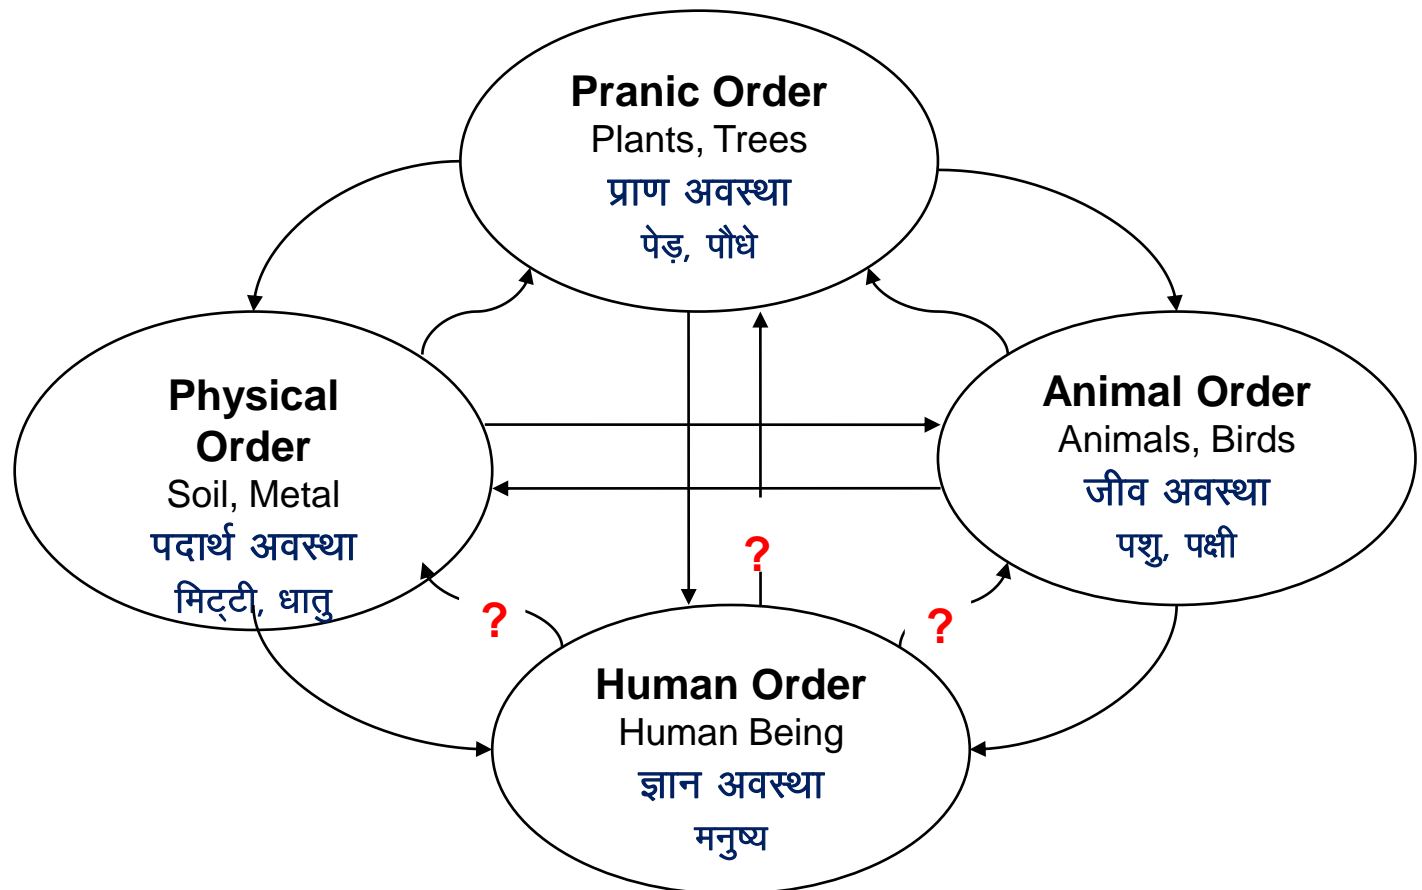 Pranic Order
Plants, Trees
प्राण अवस्था
पेड़, पौधे
Physical
Order
Soil, Metal
पदार्थ अवस्था
मिट्टी, धातु
Animal Order
Animals, Birds
जीव अवस्था
पशु, पक्षी
?
?
?
Human Order
Human Being
ज्ञान अवस्था
मनुष्य